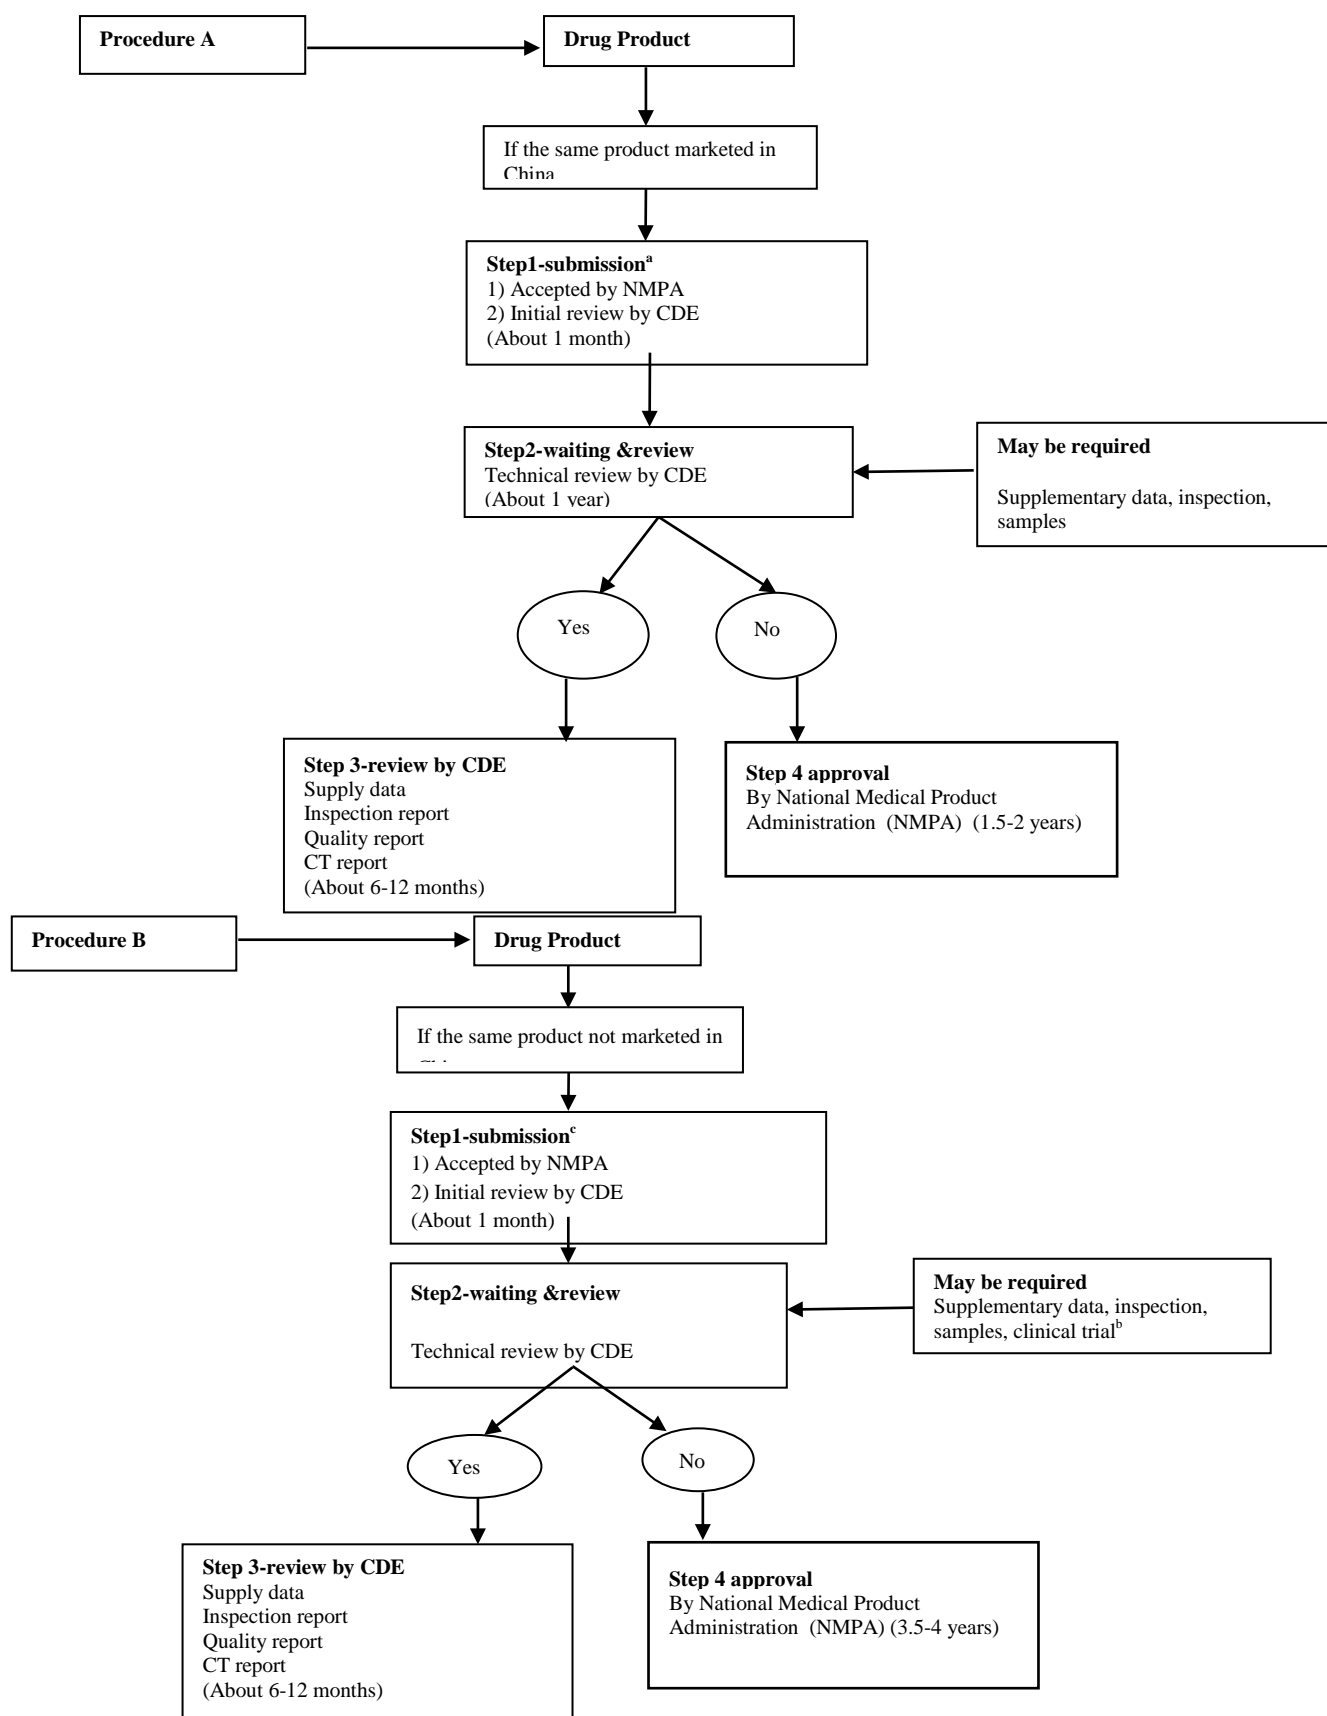 Procedure A
Drug Product
If the same product marketed in
China
Step1-submissionᵃ
1) Accepted by NMPA
2) Initial review by CDE
(About 1 month)
Step2-waiting &review
Technical review by CDE
(About 1 year)
May be required
Supplementary data, inspection,
samples
Yes
No
Step 3-review by CDE
Supply data
Inspection report
Quality report
CT report
(About 6-12 months)
Step 4 approval
By National Medical Product
Administration (NMPA) (1.5-2 years)
Procedure B
Drug Product
If the same product not marketed in
Step1-submissionᶜ
1) Accepted by NMPA
2) Initial review by CDE
(About 1 month)
Step2-waiting &review
Technical review by CDE
May be required
Supplementary data, inspection,
samples, clinical trialᵇ
Yes
No
Step 3-review by CDE
Supply data
Inspection report
Quality report
CT report
(About 6-12 months)
Step 4 approval
By National Medical Product
Administration (NMPA) (3.5-4 years)